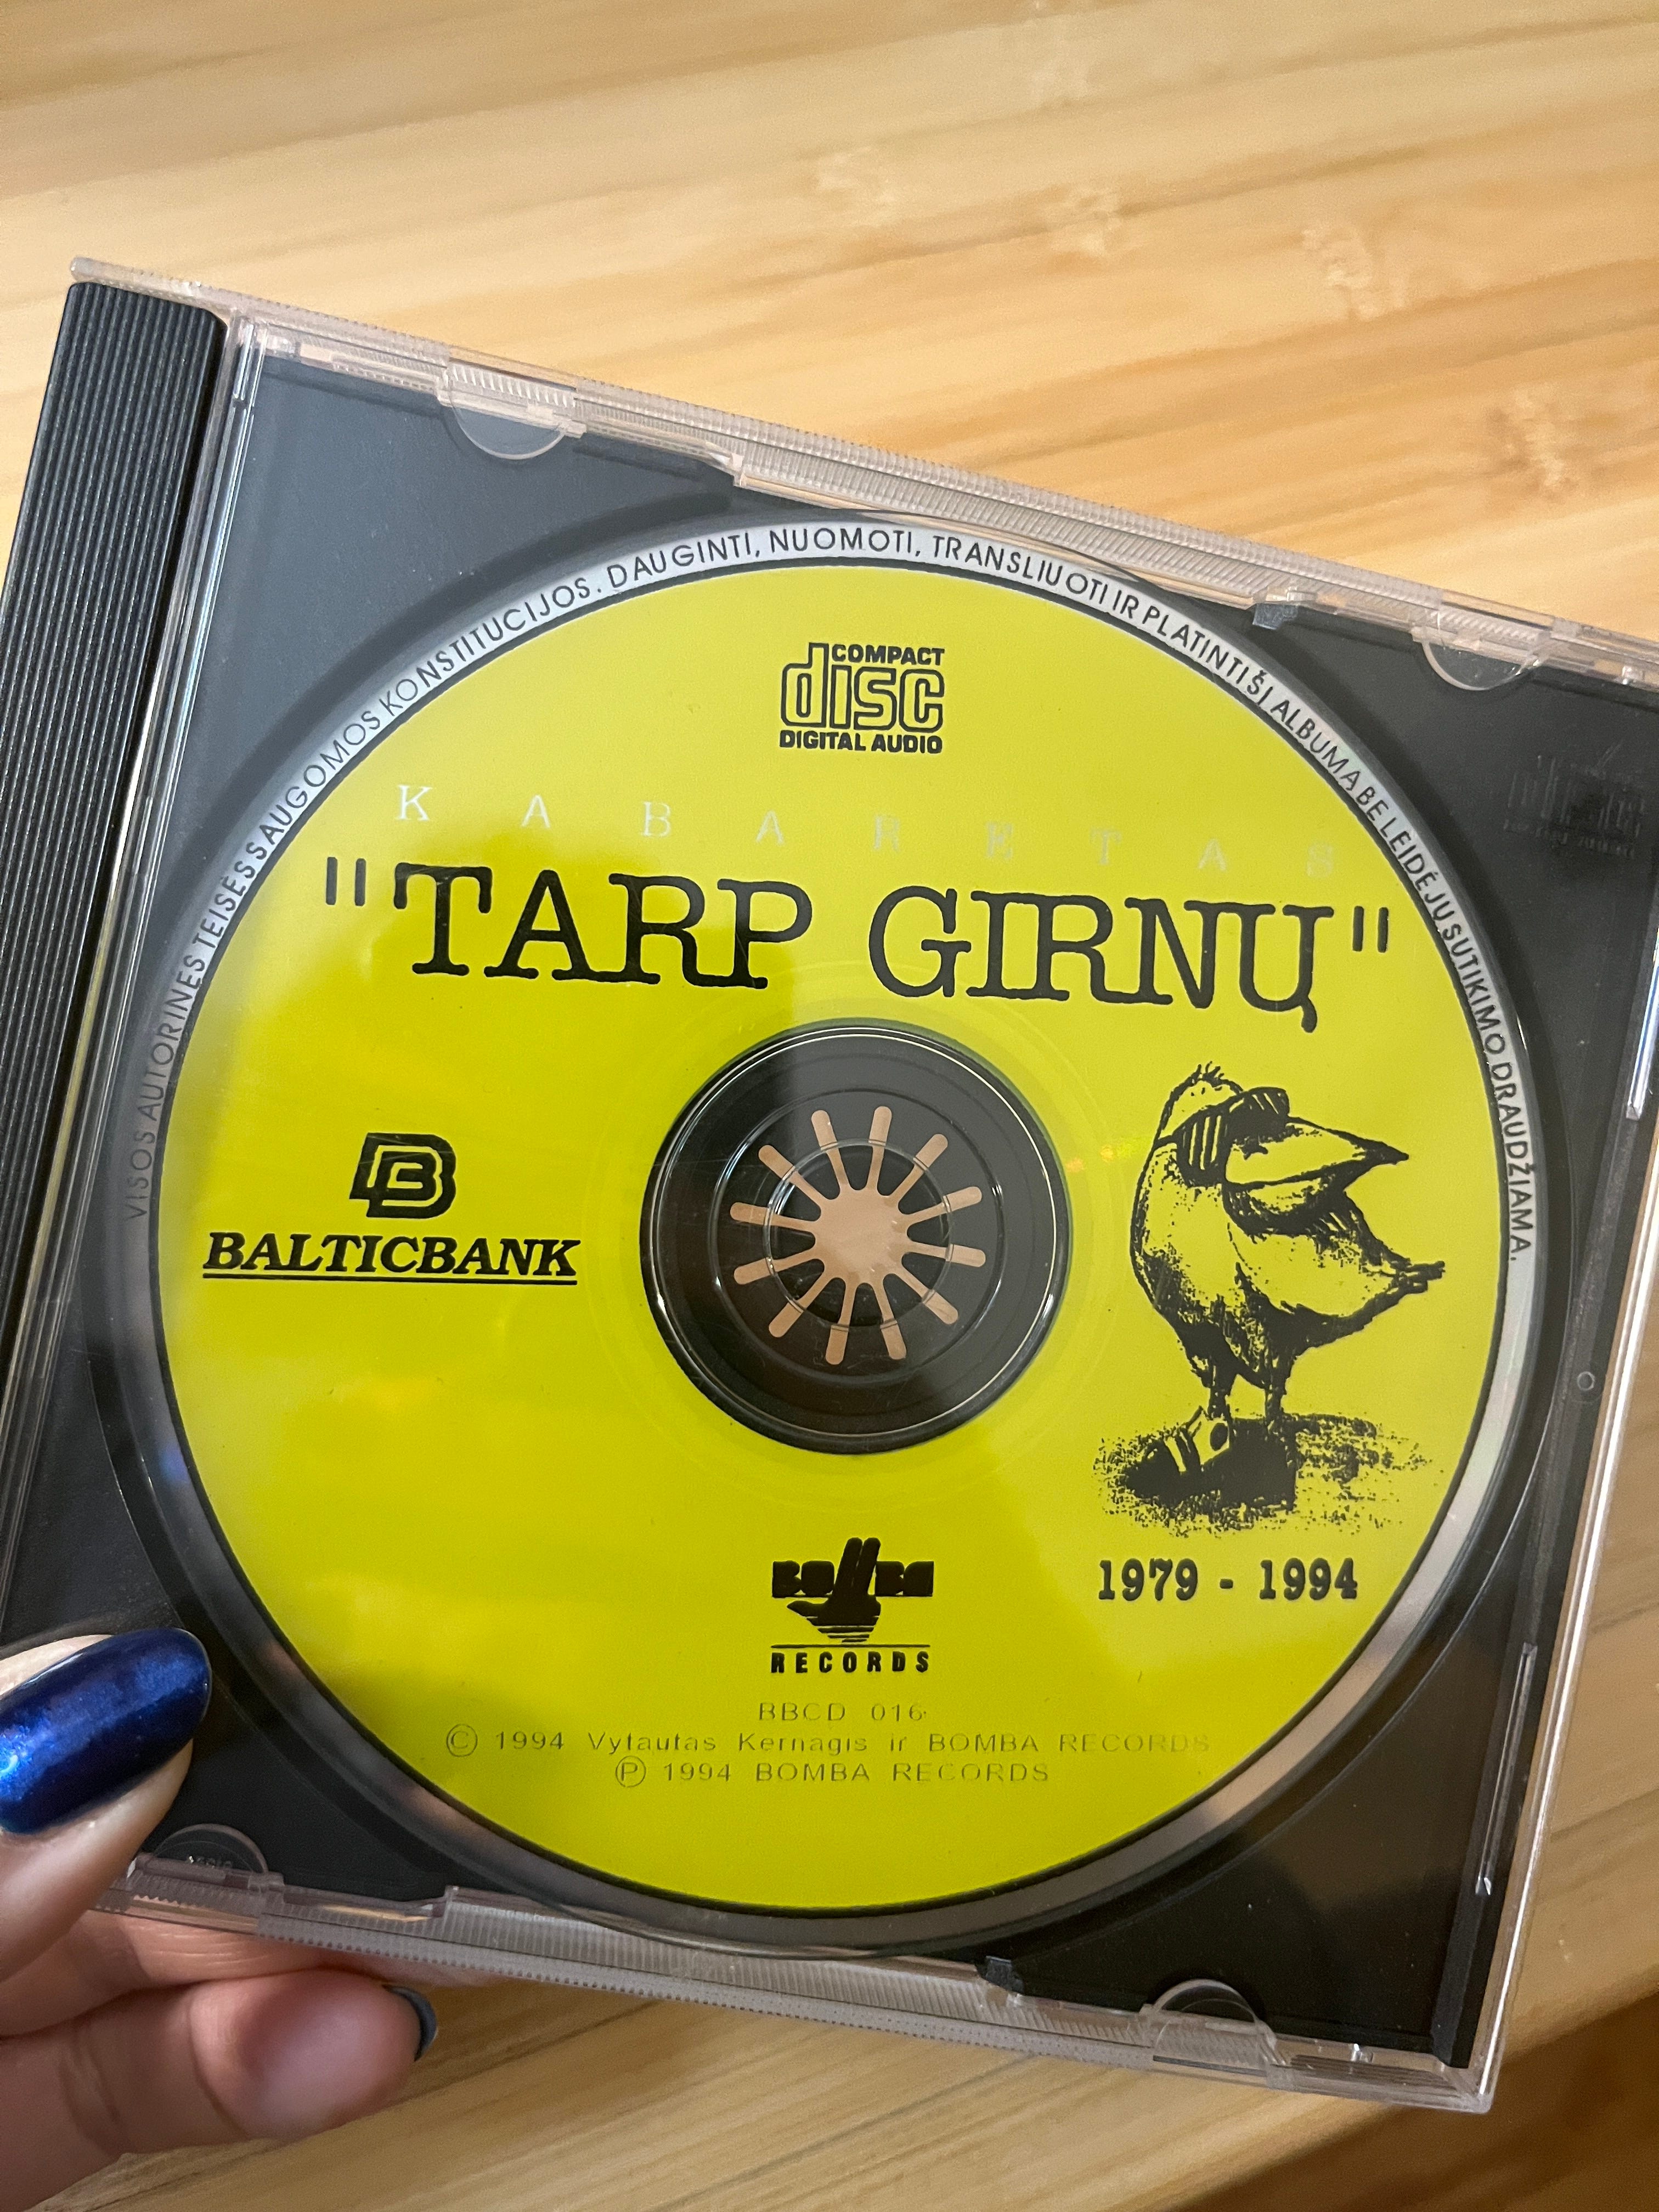 VISOS AUTORINĖS TEISĖS SAUGOMOS KONSTITUCIJOS. DAUGINTI, NUOMOTI, TRANSLIUOTI IR PLATINTI ŠĮ ALBUMĄ BE LEIDĖJŲ SUTIKIMO DRAUDŽIAMA.
COMPACT
disc
DIGITAL AUDIO
KABARETAS
"TARP GIRNŲ"
B
BALTICBANK
1979 - 1994
BOMBA
RECORDS
BBCD 016
© 1994 Vytautas Kernagis ir BOMBA RECORDS
℗ 1994 BOMBA RECORDS